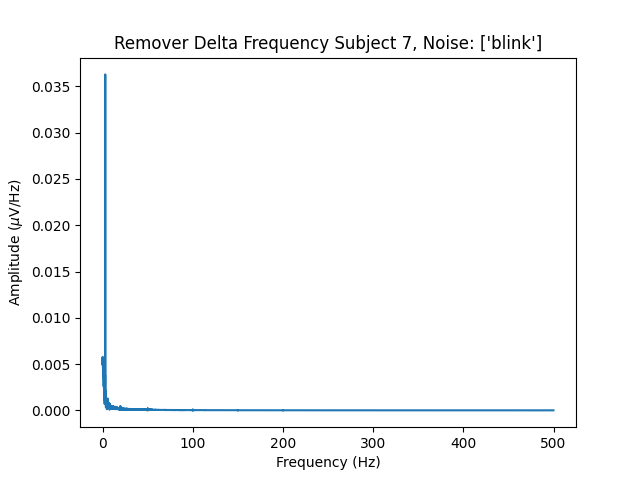 Remover Delta Frequency Subject 7, Noise: ['blink']
0.035
0.030
0.025
0.020
0.015
0.010
0.005
0.000
Amplitude (μV/Hz)
0 100 200 300 400 500
Frequency (Hz)